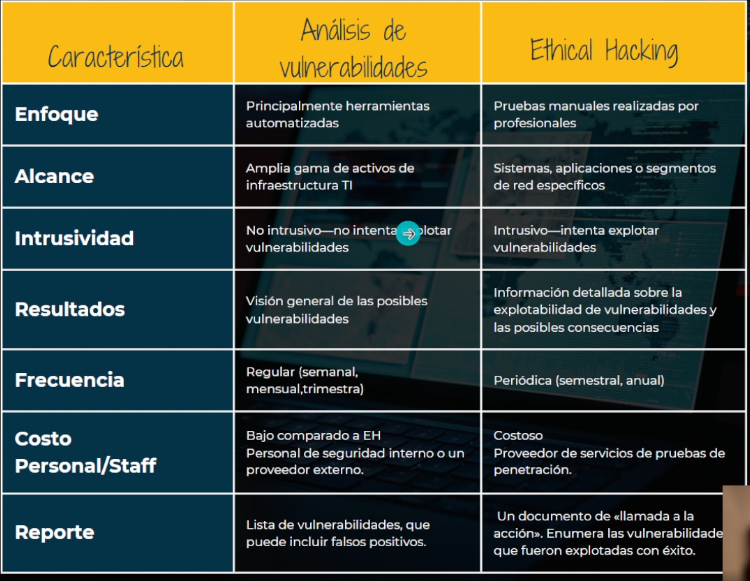 Característica
Análisis de
vulnerabilidades
Ethical Hacking
Enfoque
Principalmente herramientas
automatizadas
Pruebas manuales realizadas por
profesionales
Alcance
Amplia gama de activos de
infraestructura TI
Sistemas, aplicaciones o segmentos
de red específicos
Intrusividad
No intrusivo—no intenta
vulnerabilidades
Intrusivo—intenta explotar
vulnerabilidades
Resultados
Visión general de las posibles
vulnerabilidades
Información detallada sobre la
explotabilidad de vulnerabilidades y
las posibles consecuencias
Frecuencia
Regular (semanal,
mensual,trimestra)
Periódica (semestral, anual)
Costo
Personal/Staff
Bajo comparado a EH
Personal de seguridad interno o un
proveedor externo.
Costoso
Proveedor de servicios de pruebas de
penetración.
Reporte
Lista de vulnerabilidades, que
puede incluir falsos positivos.
Un documento de «llamada a la
acción». Enumera las vulnerabilidade
que fueron explotadas con éxito.